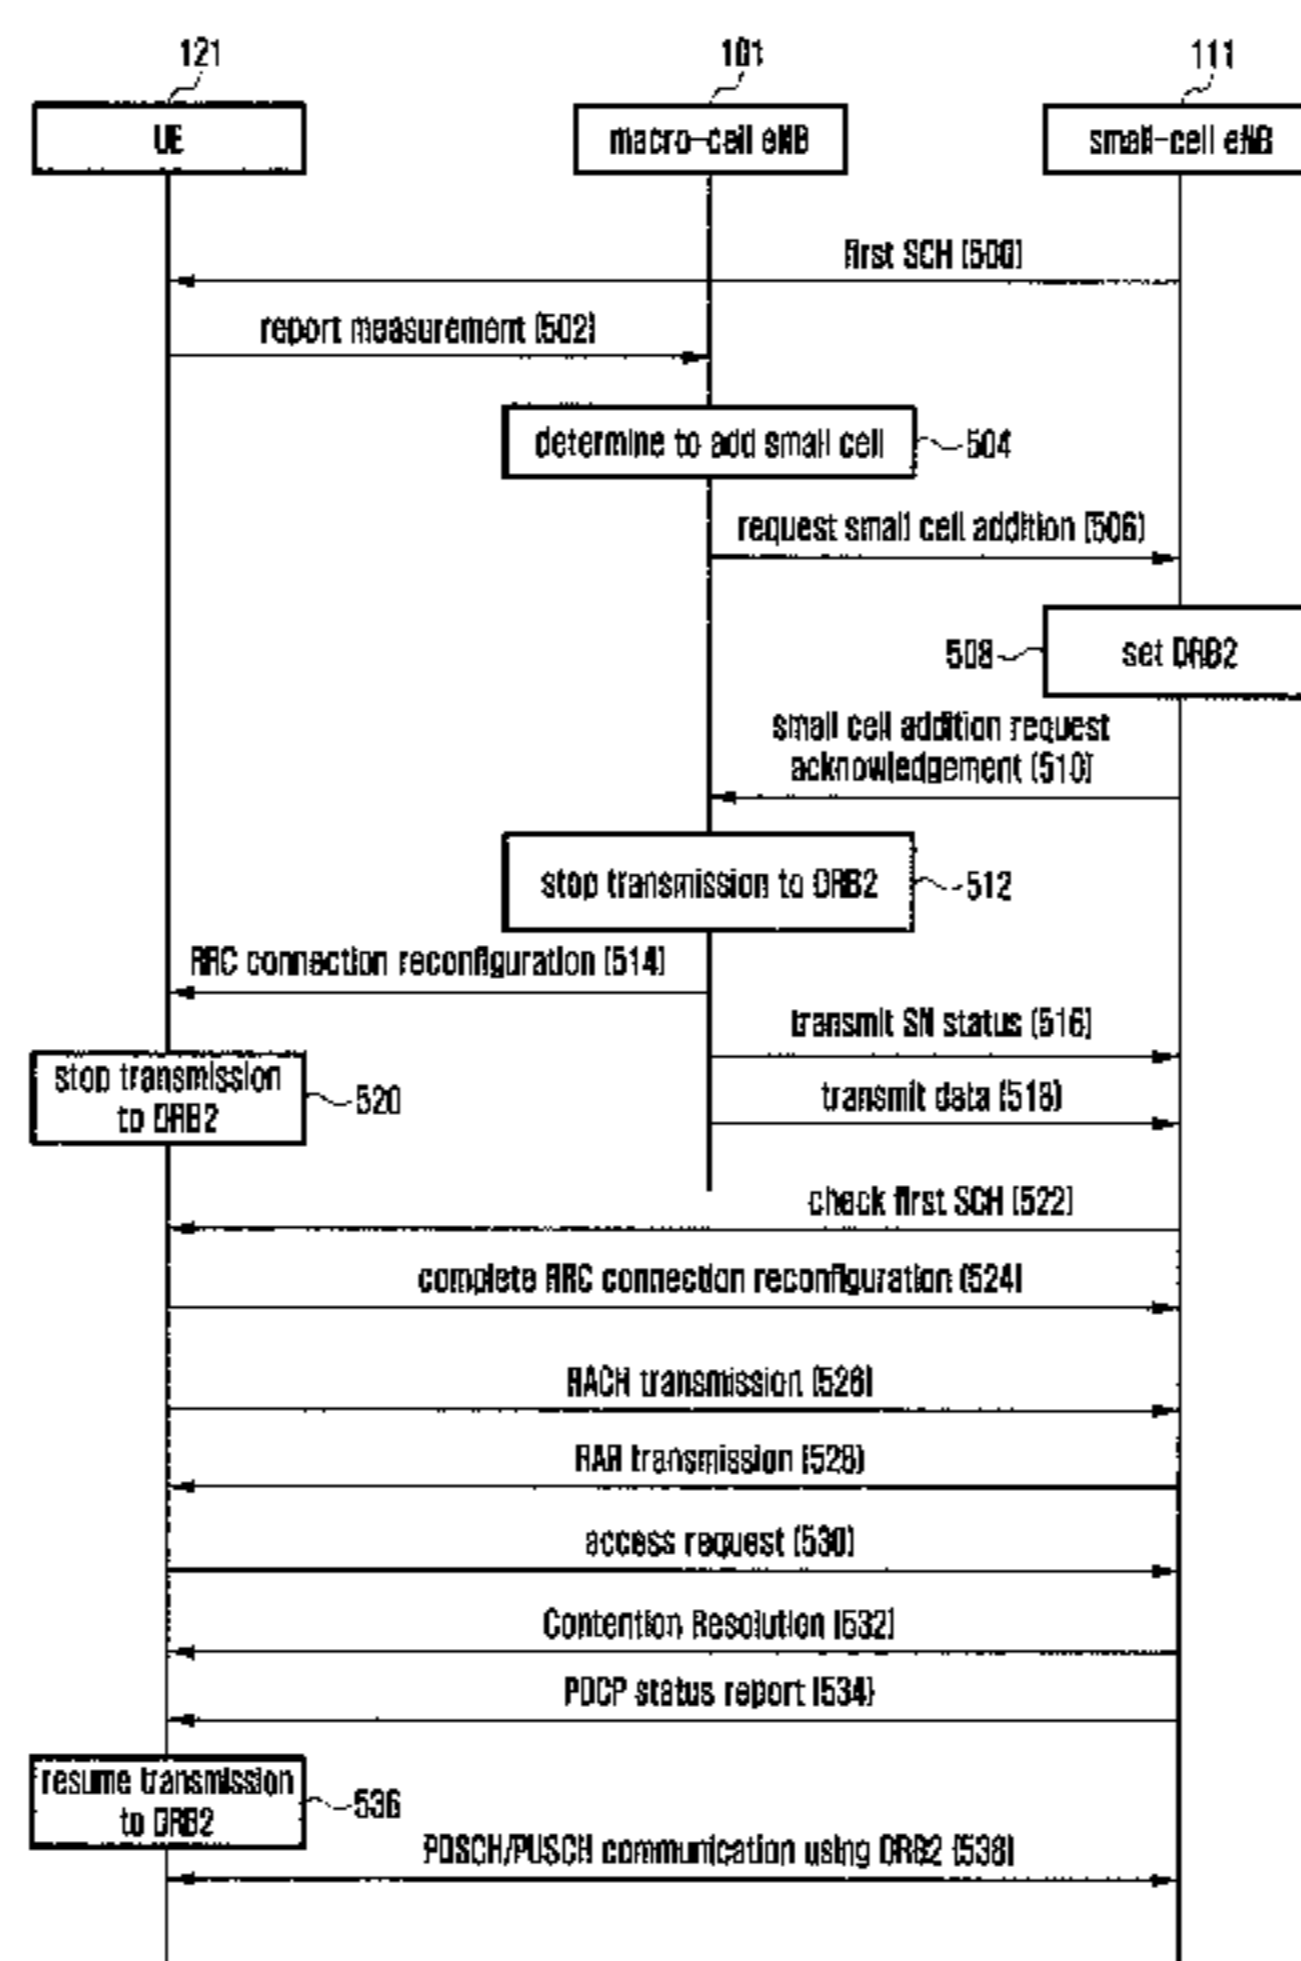 121
101
111
UE
macro-cell eNB
small-cell eNB
first SCH (500)
report measurement (502)
determine to add small cell
504
request small cell addition (506)
508
set DRB2
small cell addition request
acknowledgement (510)
stop transmission to DRB2
512
RRC connection reconfiguration (514)
transmit SN status (516)
stop transmission
to DRB2
520
transmit data (518)
check first SCH (522)
complete RRC connection reconfiguration (524)
RACH transmission (526)
RAR transmission (528)
access request (530)
Contention Resolution (532)
PDCP status report (534)
resume transmission
to DRB2
536
PDSCH/PUSCH communication using DRB2 (538)